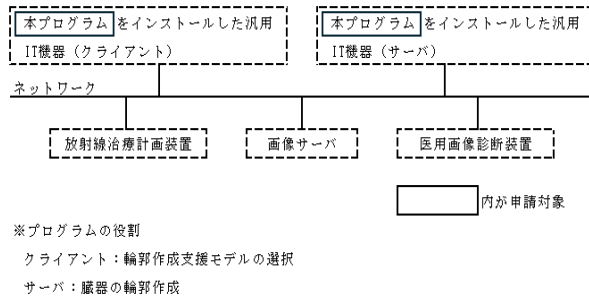 本プログラムをインストールした汎用
IT機器(クライアント)
本プログラムをインストールした汎用
IT機器(サーバ)
ネットワーク
放射線治療計画装置
画像サーバ
医用画像診断装置
内が申請対象
※プログラムの役割
クライアント:輪郭作成支援モデルの選択
サーバ:臓器の輪郭作成